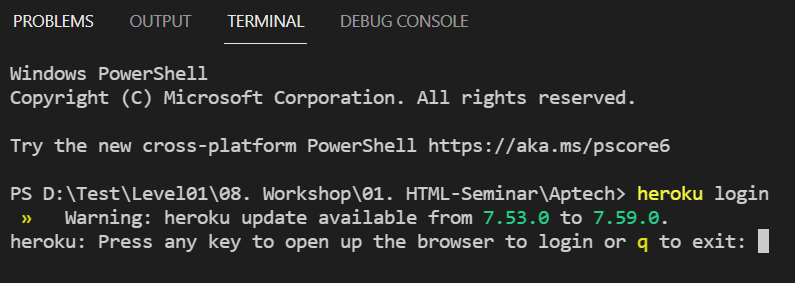 PROBLEMS OUTPUT TERMINAL DEBUG CONSOLE
Windows PowerShell
Copyright (C) Microsoft Corporation. All rights reserved.
Try the new cross-platform PowerShell https://aka.ms/pscore6
PS D:\Test\Level01\08. Workshop\01. HTML-Seminar\Aptech> heroku login
»   Warning: heroku update available from 7.53.0 to 7.59.0.
heroku: Press any key to open up the browser to login or q to exit: